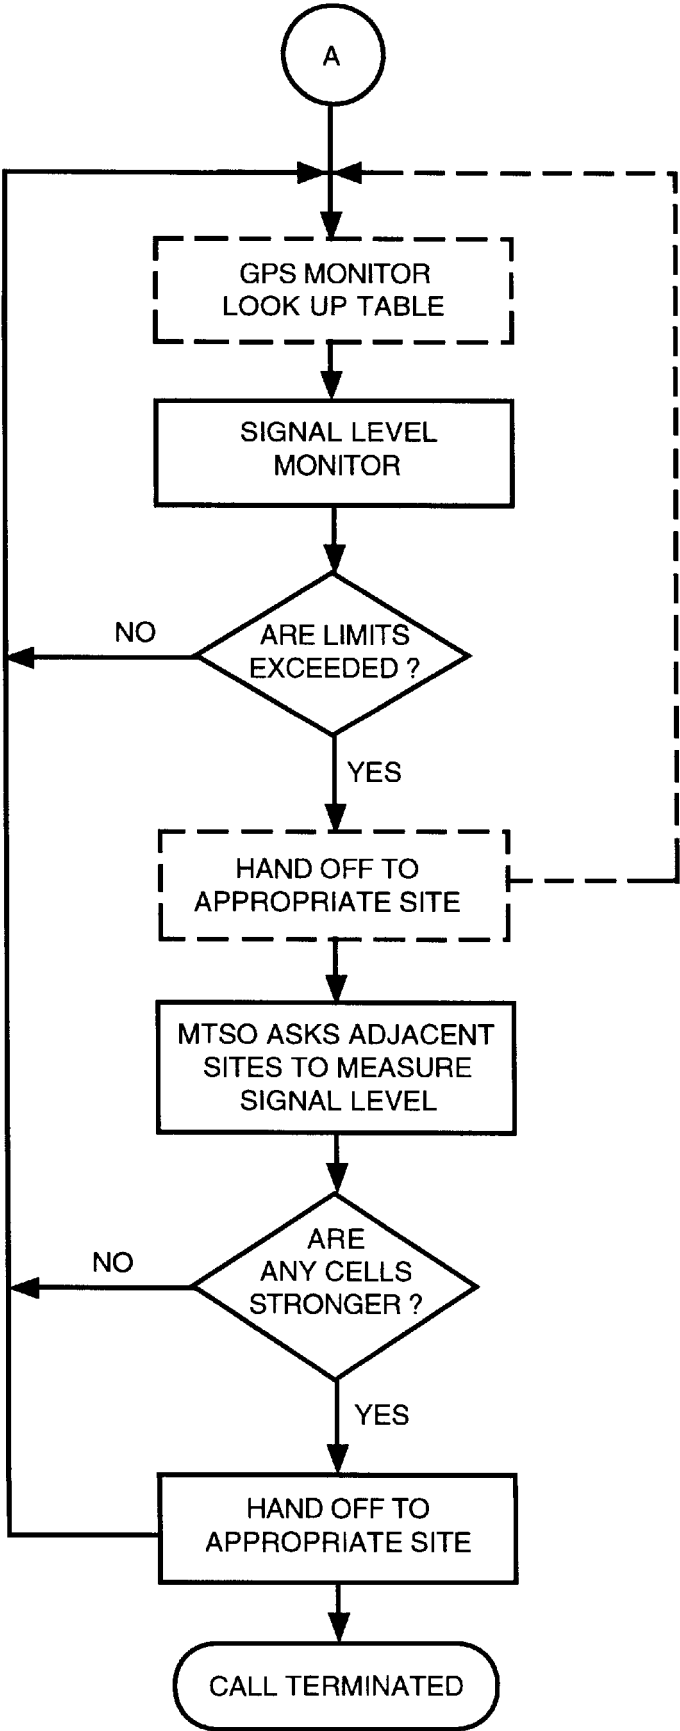 A
GPS MONITOR
LOOK UP TABLE
SIGNAL LEVEL
MONITOR
ARE LIMITS
EXCEEDED ?
NO
YES
HAND OFF TO
APPROPRIATE SITE
MTSO ASKS ADJACENT
SITES TO MEASURE
SIGNAL LEVEL
ARE
ANY CELLS
STRONGER ?
NO
YES
HAND OFF TO
APPROPRIATE SITE
CALL TERMINATED